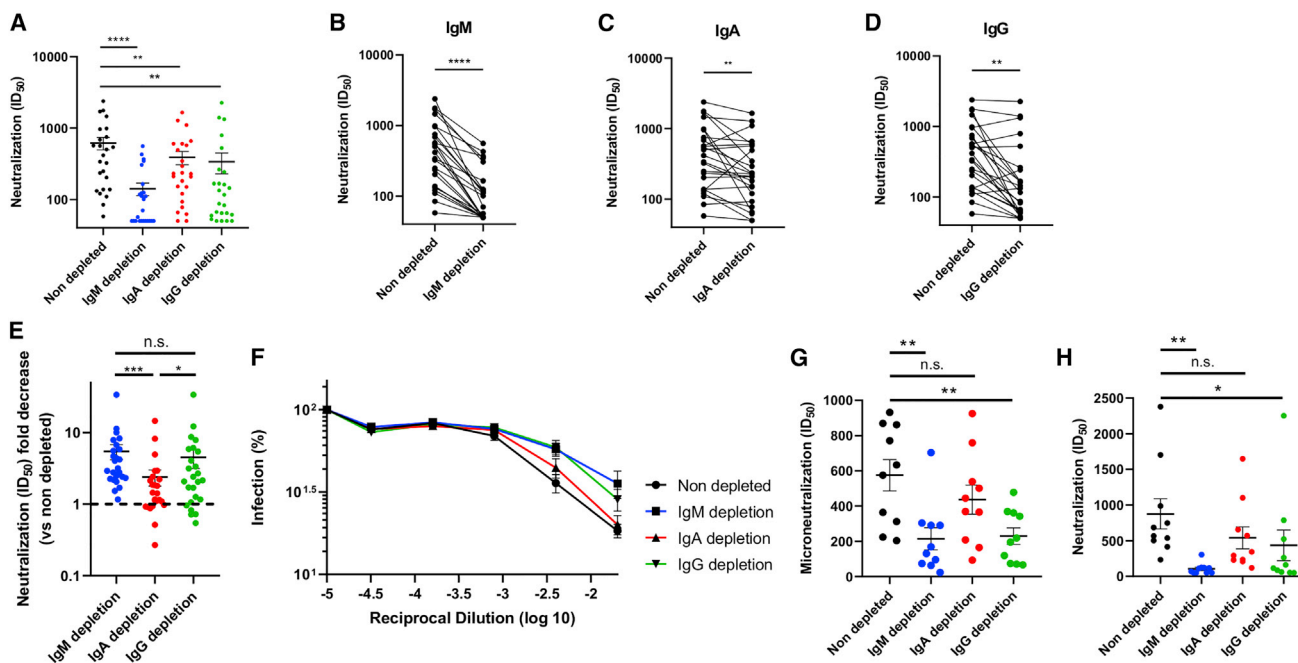 A
Neutralization (ID50)
10000
1000
100
****
**
**
Non depleted
IgM depletion
IgA depletion
IgG depletion
B
IgM
Neutralization (ID50)
10000
1000
100
****
Non depleted
IgM depletion
C
IgA
Neutralization (ID50)
10000
1000
100
**
Non depleted
IgA depletion
D
IgG
Neutralization (ID50)
10000
1000
100
**
Non depleted
IgG depletion
E
Neutralization (ID50) fold decrease
(vs non depleted)
n.s.
***
*
10
1
0.1
IgM depletion
IgA depletion
IgG depletion
F
Infection (%)
10²
10^1.5
10¹
-5
-4.5
-4
-3.5
-3
-2.5
-2
Reciprocal Dilution (log 10)
Non depleted
IgM depletion
IgA depletion
IgG depletion
G
Microneutralization (ID50)
**
n.s.
**
1000
800
600
400
200
0
Non depleted
IgM depletion
IgA depletion
IgG depletion
H
Neutralization (ID50)
**
n.s.
*
2500
2000
1500
1000
500
0
Non depleted
IgM depletion
IgA depletion
IgG depletion